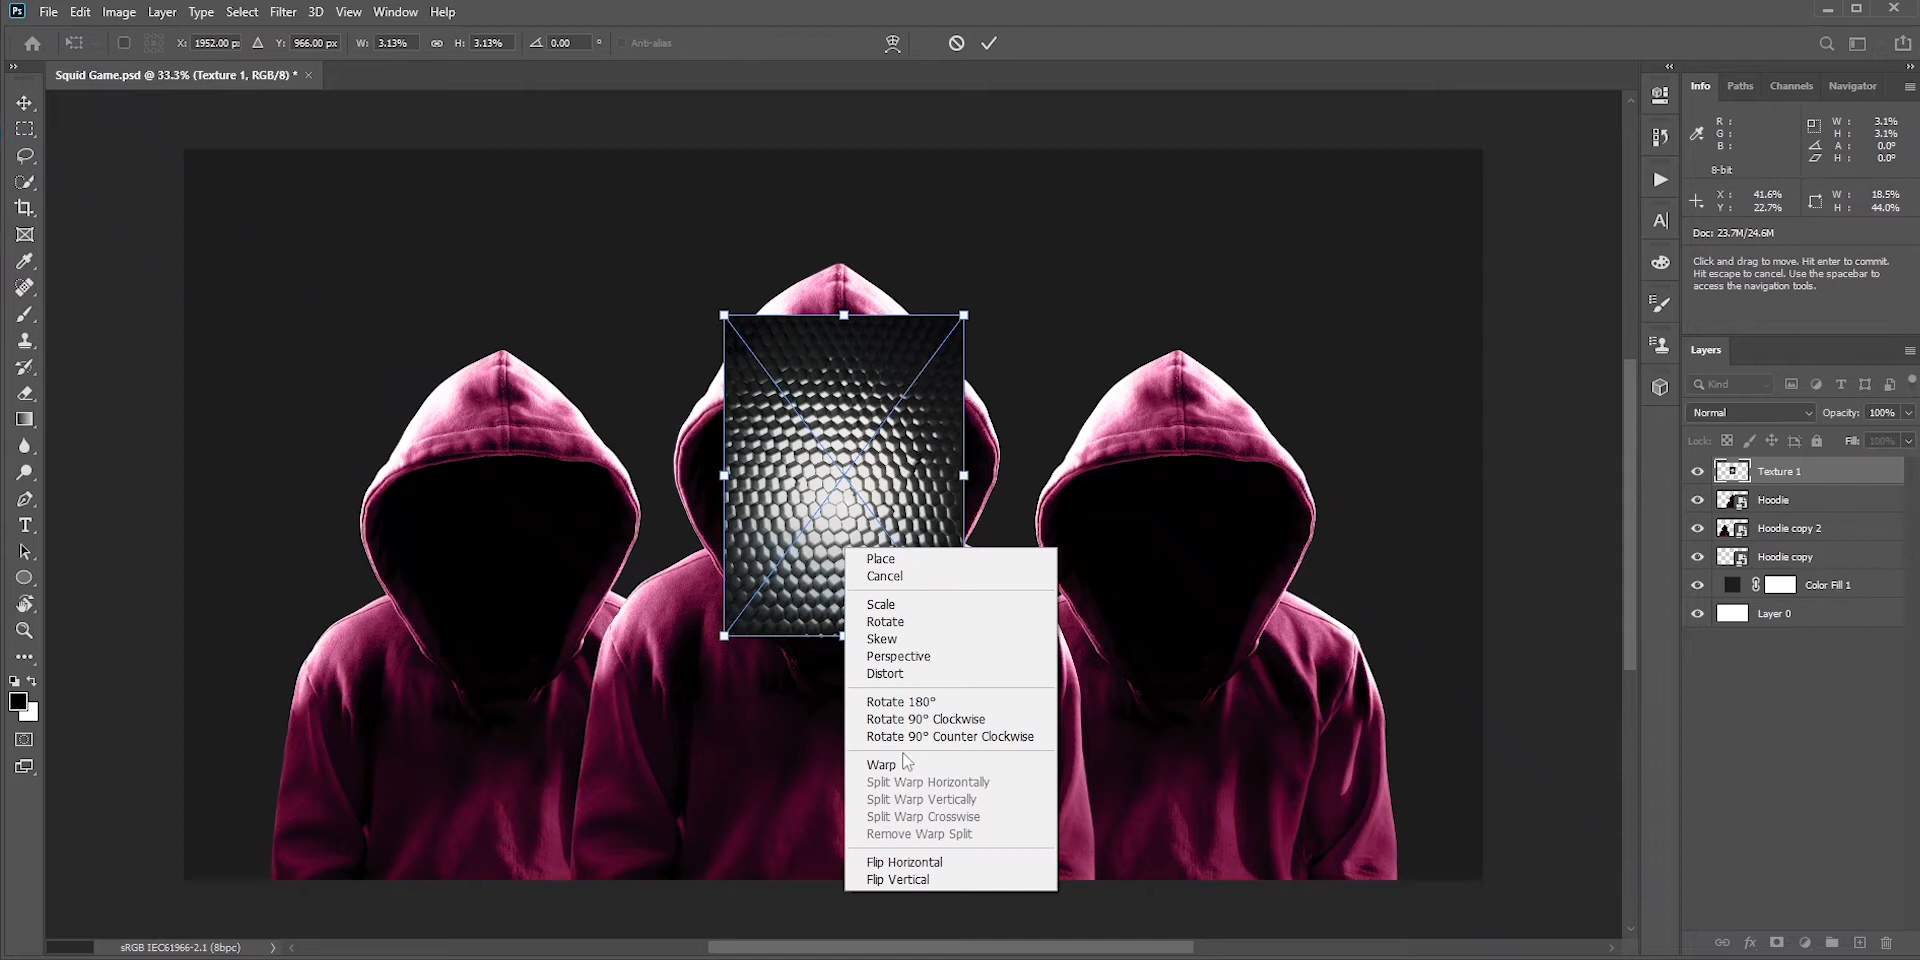 Ps File Edit Image Layer Type Select Filter 3D View Window Help
X: 1952.00 px Y: 966.00 px W: 3.13% H: 3.13% 0.00 ° Anti-alias
Squid Game.psd @ 33.3% (Texture 1, RGB/8) *
Info Paths Channels Navigator
R :
G :
B :
8-bit
W : 3.1%
H : 3.1%
A : 0.0°
H : 0.0°
X : 41.6%
Y : 22.7%
W : 18.5%
H : 44.0%
Doc: 23.7M/24.6M
Click and drag to move. Hit enter to commit.
Hit escape to cancel. Use the spacebar to
access the navigation tools.
Layers
Kind
Normal Opacity: 100%
Lock: Fill: 100%
Texture 1
Hoodie
Hoodie copy 2
Hoodie copy
Color Fill 1
Layer 0
Place
Cancel
Scale
Rotate
Skew
Perspective
Distort
Rotate 180°
Rotate 90° Clockwise
Rotate 90° Counter Clockwise
Warp
Split Warp Horizontally
Split Warp Vertically
Split Warp Crosswise
Remove Warp Split
Flip Horizontal
Flip Vertical
sRGB IEC61966-2.1 (8bpc)